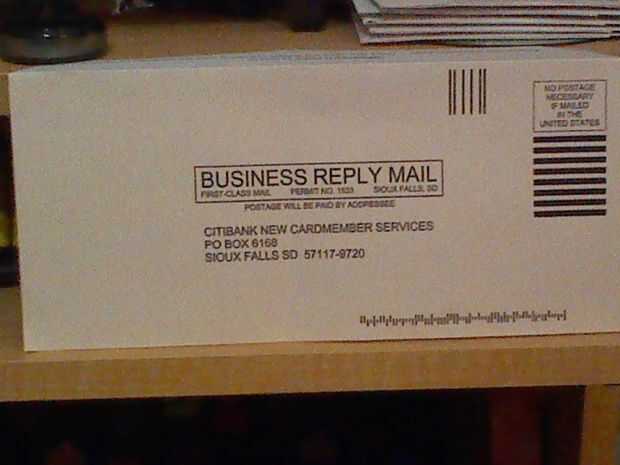 NO POSTAGE
NECESSARY
IF MAILED
IN THE
UNITED STATES
BUSINESS REPLY MAIL
FIRST-CLASS MAIL PERMIT NO. 1533 SIOUX FALLS, SD
POSTAGE WILL BE PAID BY ADDRESSEE
CITIBANK NEW CARDMEMBER SERVICES
PO BOX 6168
SIOUX FALLS SD 57117-9720